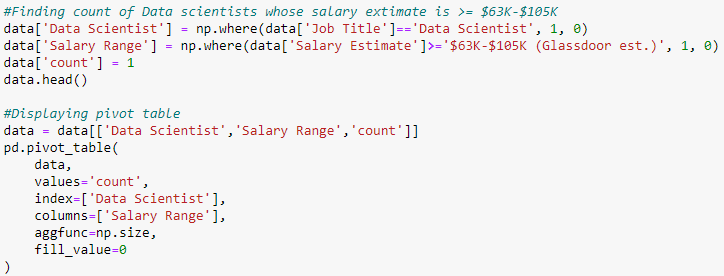 #Finding count of Data scientists whose salary extimate is >= $63K-$105K
data['Data Scientist'] = np.where(data['Job Title']=='Data Scientist', 1, 0)
data['Salary Range'] = np.where(data['Salary Estimate']>='$63K-$105K (Glassdoor est.)', 1, 0)
data['count'] = 1
data.head()

#Displaying pivot table
data = data[['Data Scientist','Salary Range','count']]
pd.pivot_table(
    data,
    values='count',
    index=['Data Scientist'],
    columns=['Salary Range'],
    aggfunc=np.size,
    fill_value=0
)